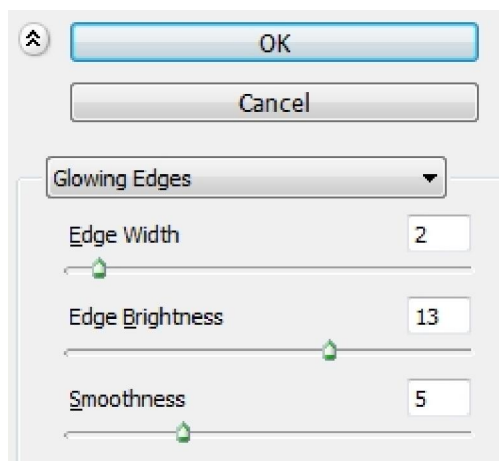 OK
Cancel
Glowing Edges
Edge Width 2
Edge Brightness 13
Smoothness 5